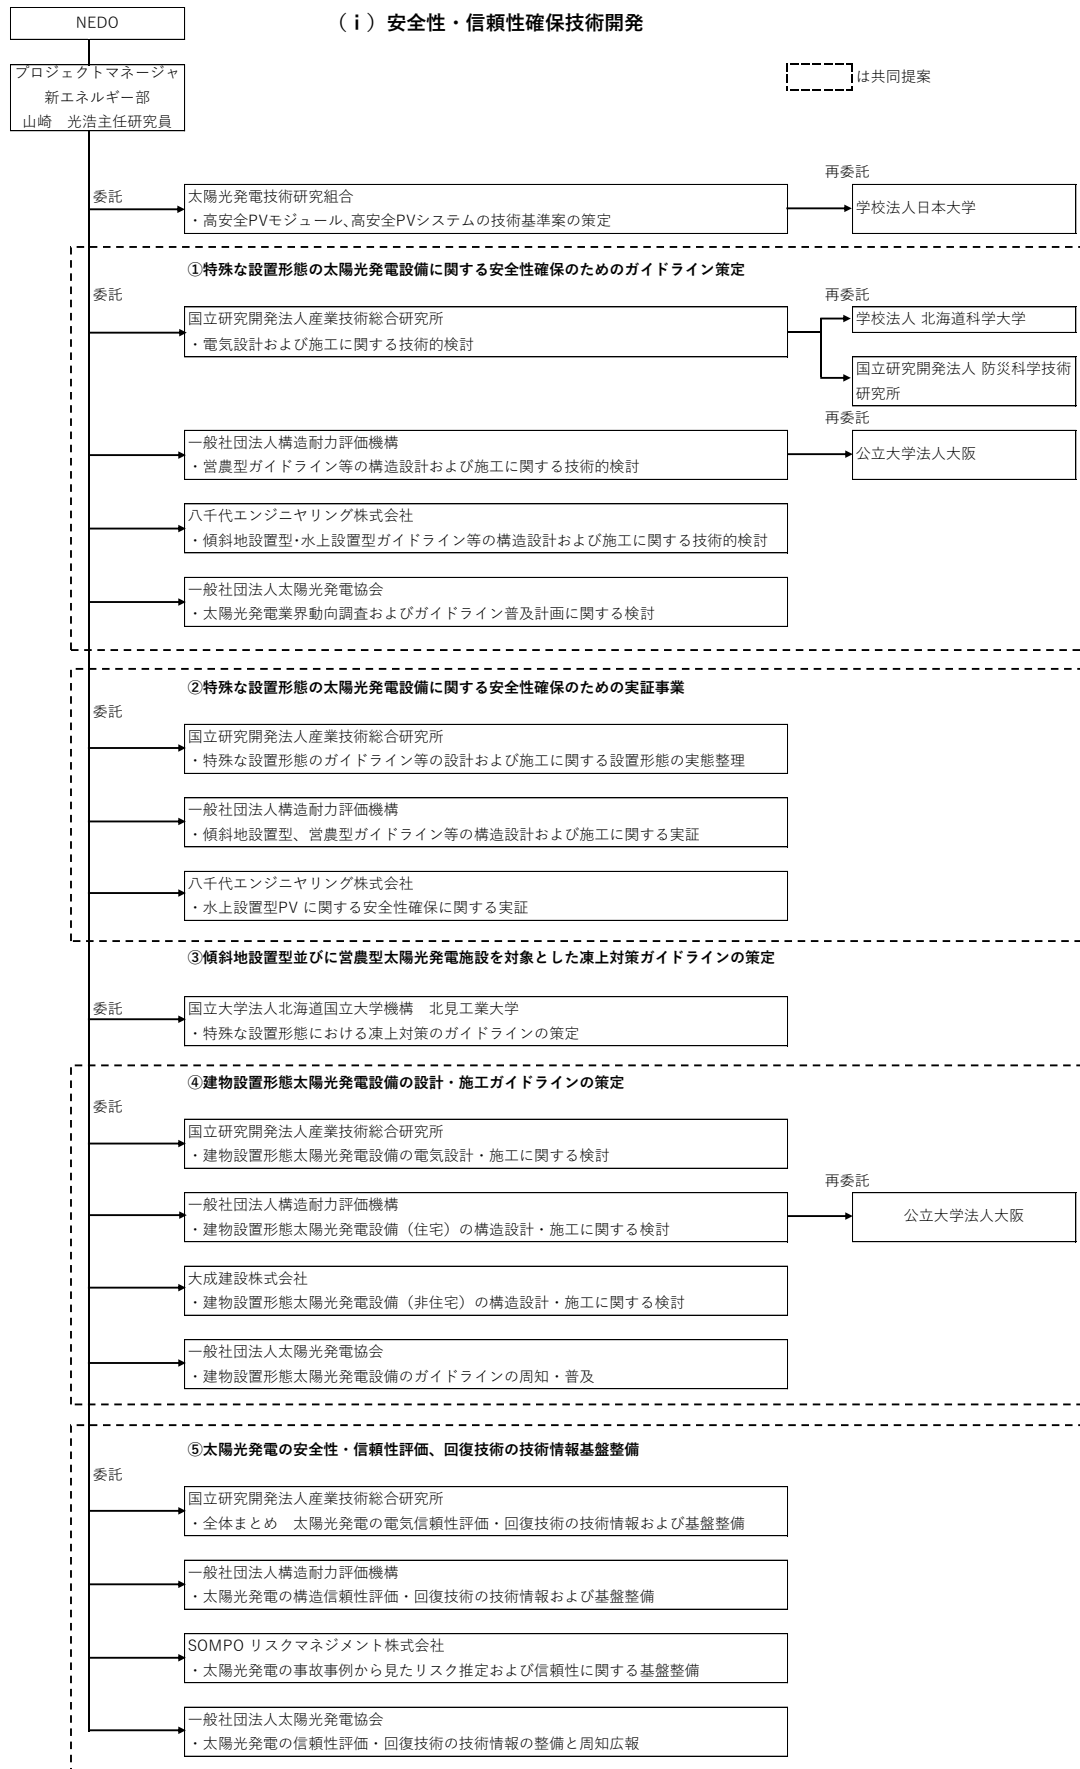 NEDO
（ｉ）安全性・信頼性確保技術開発
プロジェクトマネージャ
新エネルギー部
山崎　光浩主任研究員
は共同提案
委託
太陽光発電技術研究組合
・高安全PVモジュール、高安全PVシステムの技術基準案の策定
再委託
学校法人日本大学
①特殊な設置形態の太陽光発電設備に関する安全性確保のためのガイドライン策定
委託
国立研究開発法人産業技術総合研究所
・電気設計および施工に関する技術的検討
再委託
学校法人 北海道科学大学
国立研究開発法人 防災科学技術
研究所
一般社団法人構造耐力評価機構
・営農型ガイドライン等の構造設計および施工に関する技術的検討
再委託
公立大学法人大阪
八千代エンジニヤリング株式会社
・傾斜地設置型・水上設置型ガイドライン等の構造設計および施工に関する技術的検討
一般社団法人太陽光発電協会
・太陽光発電業界動向調査およびガイドライン普及計画に関する検討
②特殊な設置形態の太陽光発電設備に関する安全性確保のための実証事業
委託
国立研究開発法人産業技術総合研究所
・特殊な設置形態のガイドライン等の設計および施工に関する設置形態の実態整理
一般社団法人構造耐力評価機構
・傾斜地設置型、営農型ガイドライン等の構造設計および施工に関する実証
八千代エンジニヤリング株式会社
・水上設置型PV に関する安全性確保に関する実証
③傾斜地設置型並びに営農型太陽光発電施設を対象とした凍上対策ガイドラインの策定
委託
国立大学法人北海道国立大学機構　北見工業大学
・特殊な設置形態における凍上対策のガイドラインの策定
④建物設置形態太陽光発電設備の設計・施工ガイドラインの策定
委託
国立研究開発法人産業技術総合研究所
・建物設置形態太陽光発電設備の電気設計・施工に関する検討
一般社団法人構造耐力評価機構
・建物設置形態太陽光発電設備（住宅）の構造設計・施工に関する検討
再委託
公立大学法人大阪
大成建設株式会社
・建物設置形態太陽光発電設備（非住宅）の構造設計・施工に関する検討
一般社団法人太陽光発電協会
・建物設置形態太陽光発電設備のガイドラインの周知・普及
⑤太陽光発電の安全性・信頼性評価、回復技術の技術情報基盤整備
委託
国立研究開発法人産業技術総合研究所
・全体まとめ　太陽光発電の電気信頼性評価・回復技術の技術情報および基盤整備
一般社団法人構造耐力評価機構
・太陽光発電の構造信頼性評価・回復技術の技術情報および基盤整備
SOMPO リスクマネジメント株式会社
・太陽光発電の事故事例から見たリスク推定および信頼性に関する基盤整備
一般社団法人太陽光発電協会
・太陽光発電の信頼性評価・回復技術の技術情報の整備と周知広報